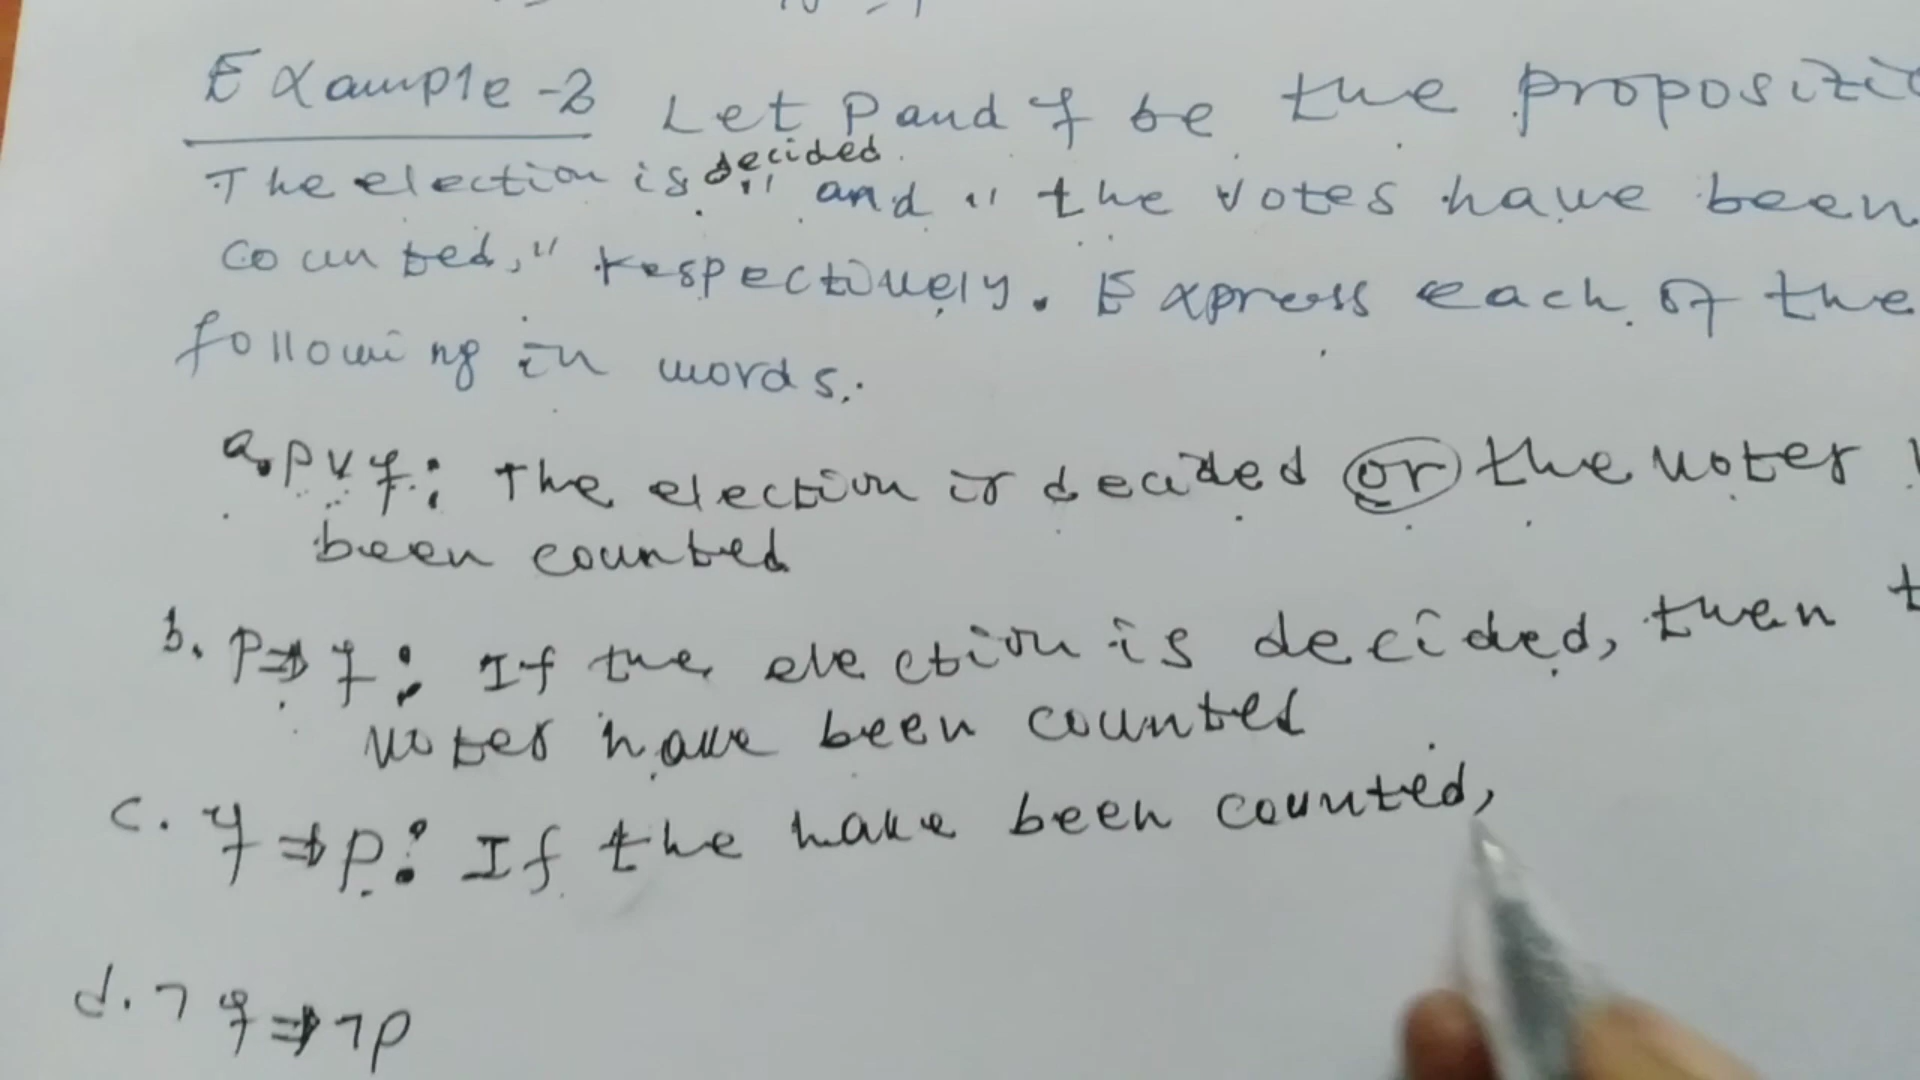 Example-2 Let P and q be the propositi
The election is decided." and " the votes have been
counted," respectively. Express each of the
following in words.
a. p ∨ q: The election is decided or the votes
been counted
b. p ⇒ q: If the election is decided, then t
votes have been counted
c. q ⇒ p: If the have been counted,
d. ¬q ⇒ ¬p